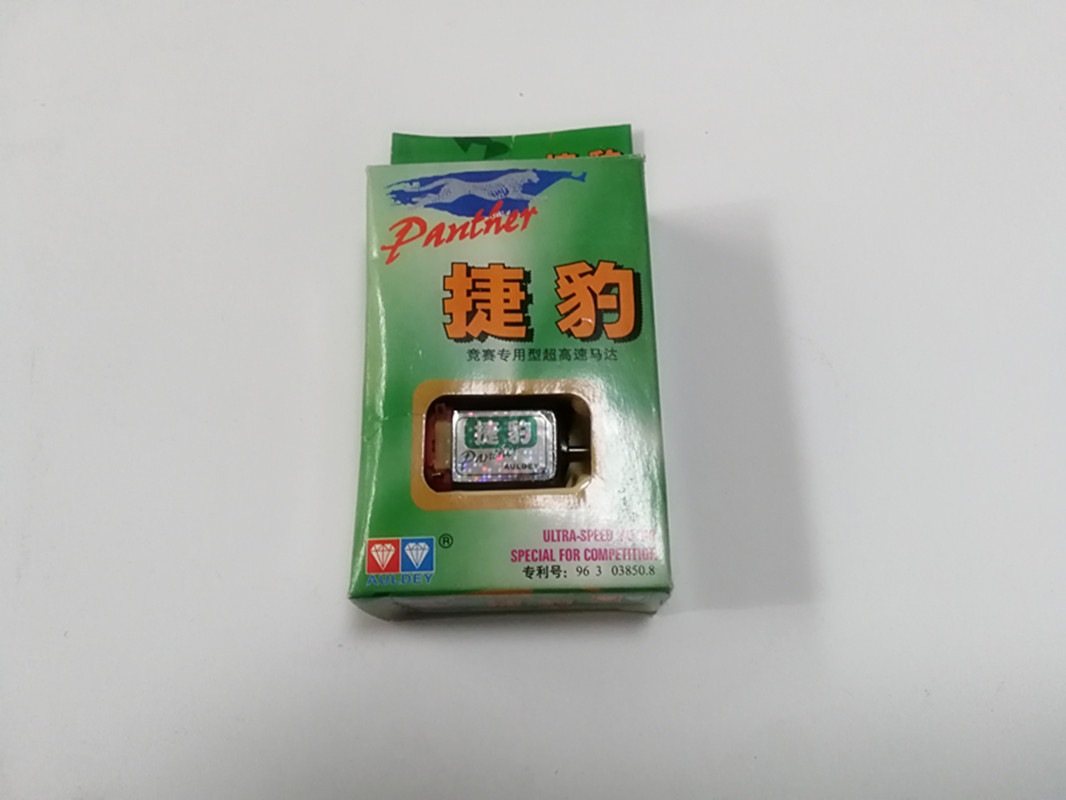 Panther
捷豹
竞赛专用型超高速马达
捷豹
Panther
AULDEY
ULTRA-SPEED
SPECIAL FOR COMPETITION
专利号: 96 3 03850.8
®
AULDEY